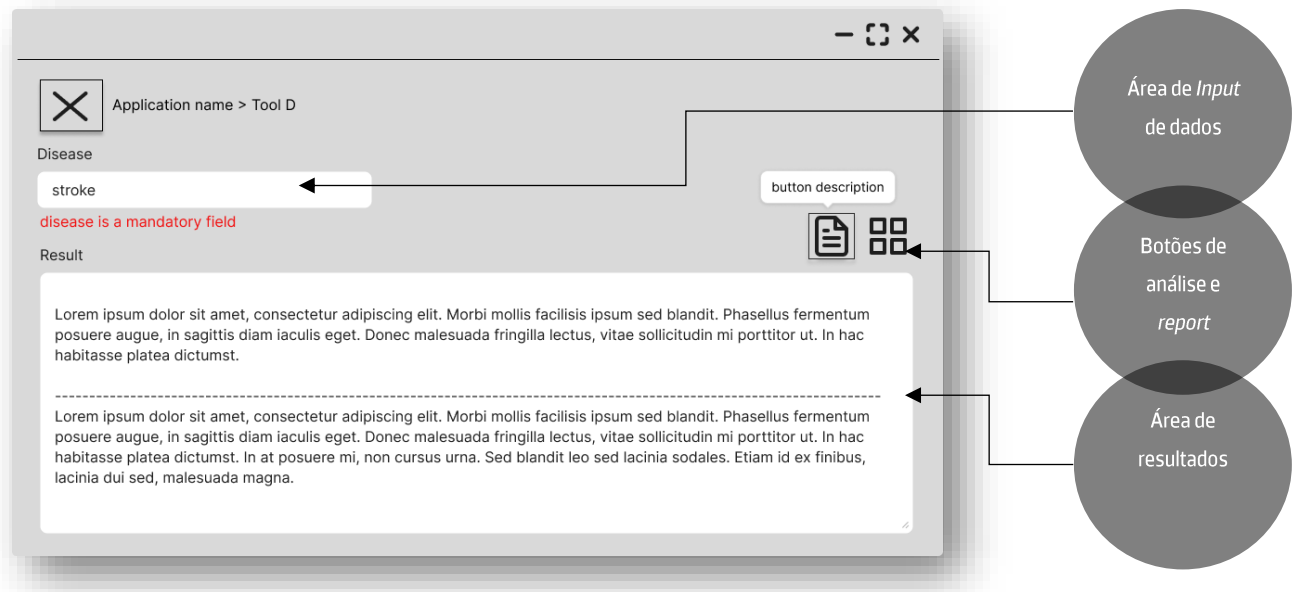 Application name > Tool D
Disease
stroke
disease is a mandatory field
button description
Result
Lorem ipsum dolor sit amet, consectetur adipiscing elit. Morbi mollis facilisis ipsum sed blandit. Phasellus fermentum
posuere augue, in sagittis diam iaculis eget. Donec malesuada fringilla lectus, vitae sollicitudin mi porttitor ut. In hac
habitasse platea dictumst.
--------------------------------------------------------------------------------------------------------------------------
Lorem ipsum dolor sit amet, consectetur adipiscing elit. Morbi mollis facilisis ipsum sed blandit. Phasellus fermentum
posuere augue, in sagittis diam iaculis eget. Donec malesuada fringilla lectus, vitae sollicitudin mi porttitor ut. In hac
habitasse platea dictumst. In at posuere mi, non cursus urna. Sed blandit leo sed lacinia sodales. Etiam id ex finibus,
lacinia dui sed, malesuada magna.
Área de Input
de dados
Botões de
análise e
report
Área de
resultados